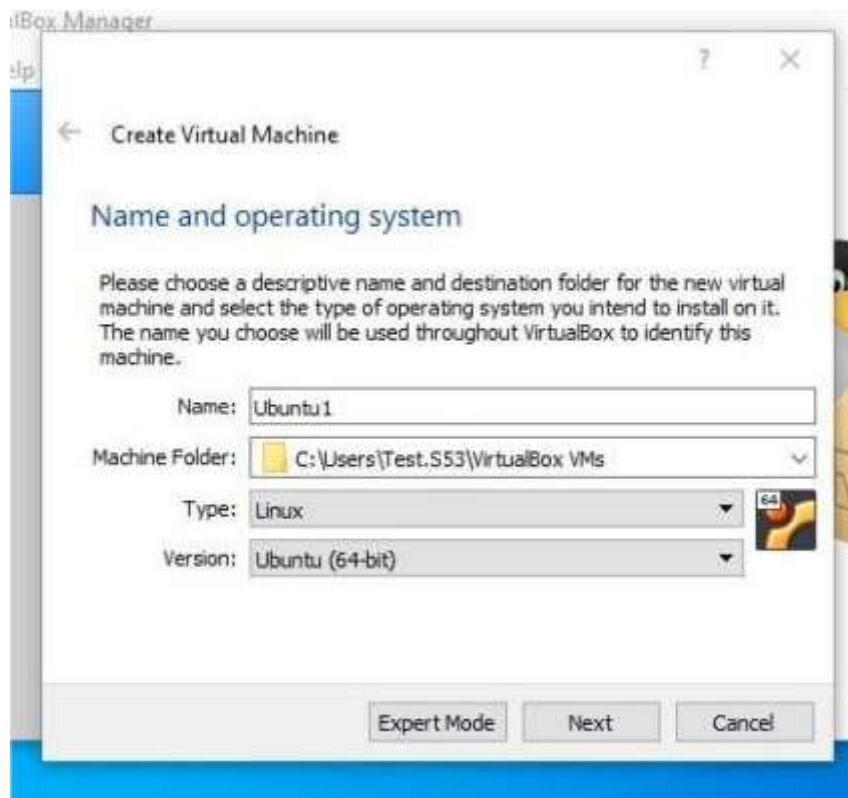 Box Manager
elp
?
Create Virtual Machine
Name and operating system
Please choose a descriptive name and destination folder for the new virtual
machine and select the type of operating system you intend to install on it.
The name you choose will be used throughout VirtualBox to identify this
machine.
Name: Ubuntu1
Machine Folder: C:\Users\Test.S53\VirtualBox VMs
Type: Linux
64
Version: Ubuntu (64-bit)
Expert Mode Next Cancel